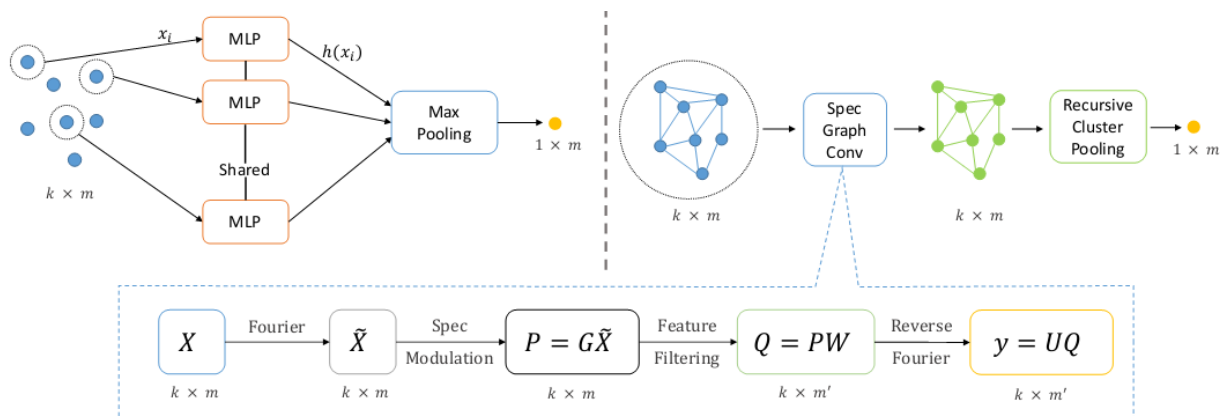 x_i
MLP
h(x_i)
MLP
Max
Pooling
1 × m
Shared
k × m
MLP
Spec
Graph
Conv
Recursive
Cluster
Pooling
1 × m
k × m
k × m
X
Fourier
X̃
Spec
Modulation
P = GX̃
Feature
Filtering
Q = PW
Reverse
Fourier
y = UQ
k × m
k × m
k × m
k × m'
k × m'